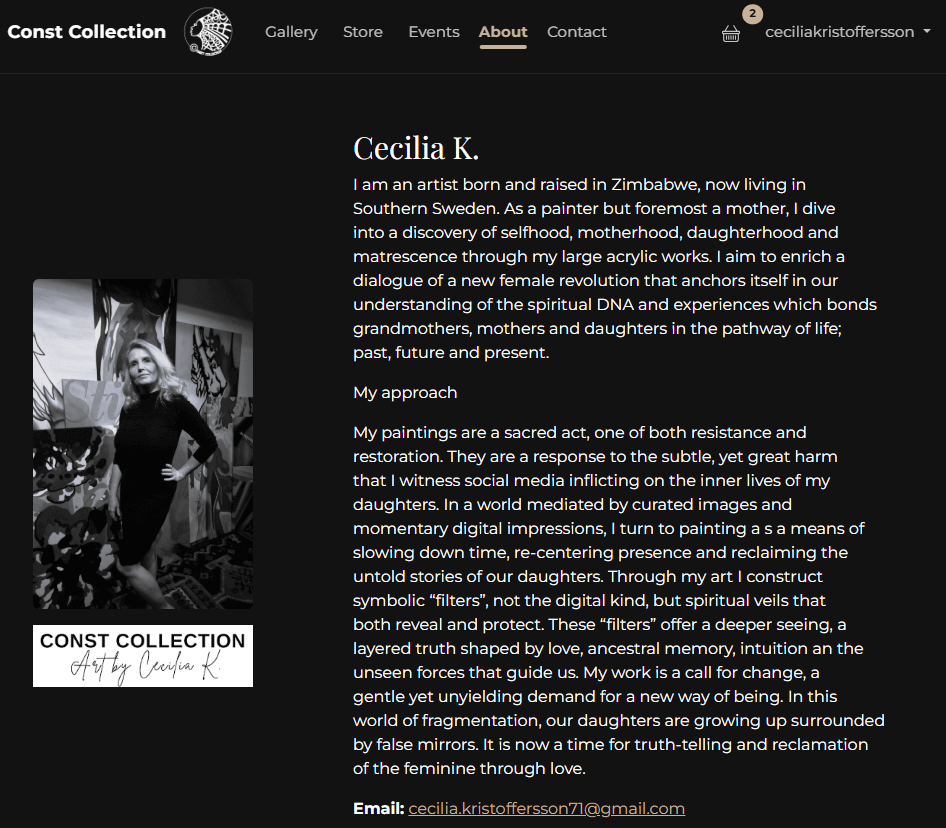 Const Collection
Gallery Store Events About Contact
2
ceciliakristoffersson
Cecilia K.
I am an artist born and raised in Zimbabwe, now living in
Southern Sweden. As a painter but foremost a mother, I dive
into a discovery of selfhood, motherhood, daughterhood and
matrescence through my large acrylic works. I aim to enrich a
dialogue of a new female revolution that anchors itself in our
understanding of the spiritual DNA and experiences which bonds
grandmothers, mothers and daughters in the pathway of life;
past, future and present.
My approach
My paintings are a sacred act, one of both resistance and
restoration. They are a response to the subtle, yet great harm
that I witness social media inflicting on the inner lives of my
daughters. In a world mediated by curated images and
momentary digital impressions, I turn to painting a s a means of
slowing down time, re-centering presence and reclaiming the
untold stories of our daughters. Through my art I construct
symbolic “filters”, not the digital kind, but spiritual veils that
both reveal and protect. These “filters” offer a deeper seeing, a
layered truth shaped by love, ancestral memory, intuition an the
unseen forces that guide us. My work is a call for change, a
gentle yet unyielding demand for a new way of being. In this
world of fragmentation, our daughters are growing up surrounded
by false mirrors. It is now a time for truth-telling and reclamation
of the feminine through love.
Email: cecilia.kristoffersson71@gmail.com
CONST COLLECTION
Art by Cecilia K.